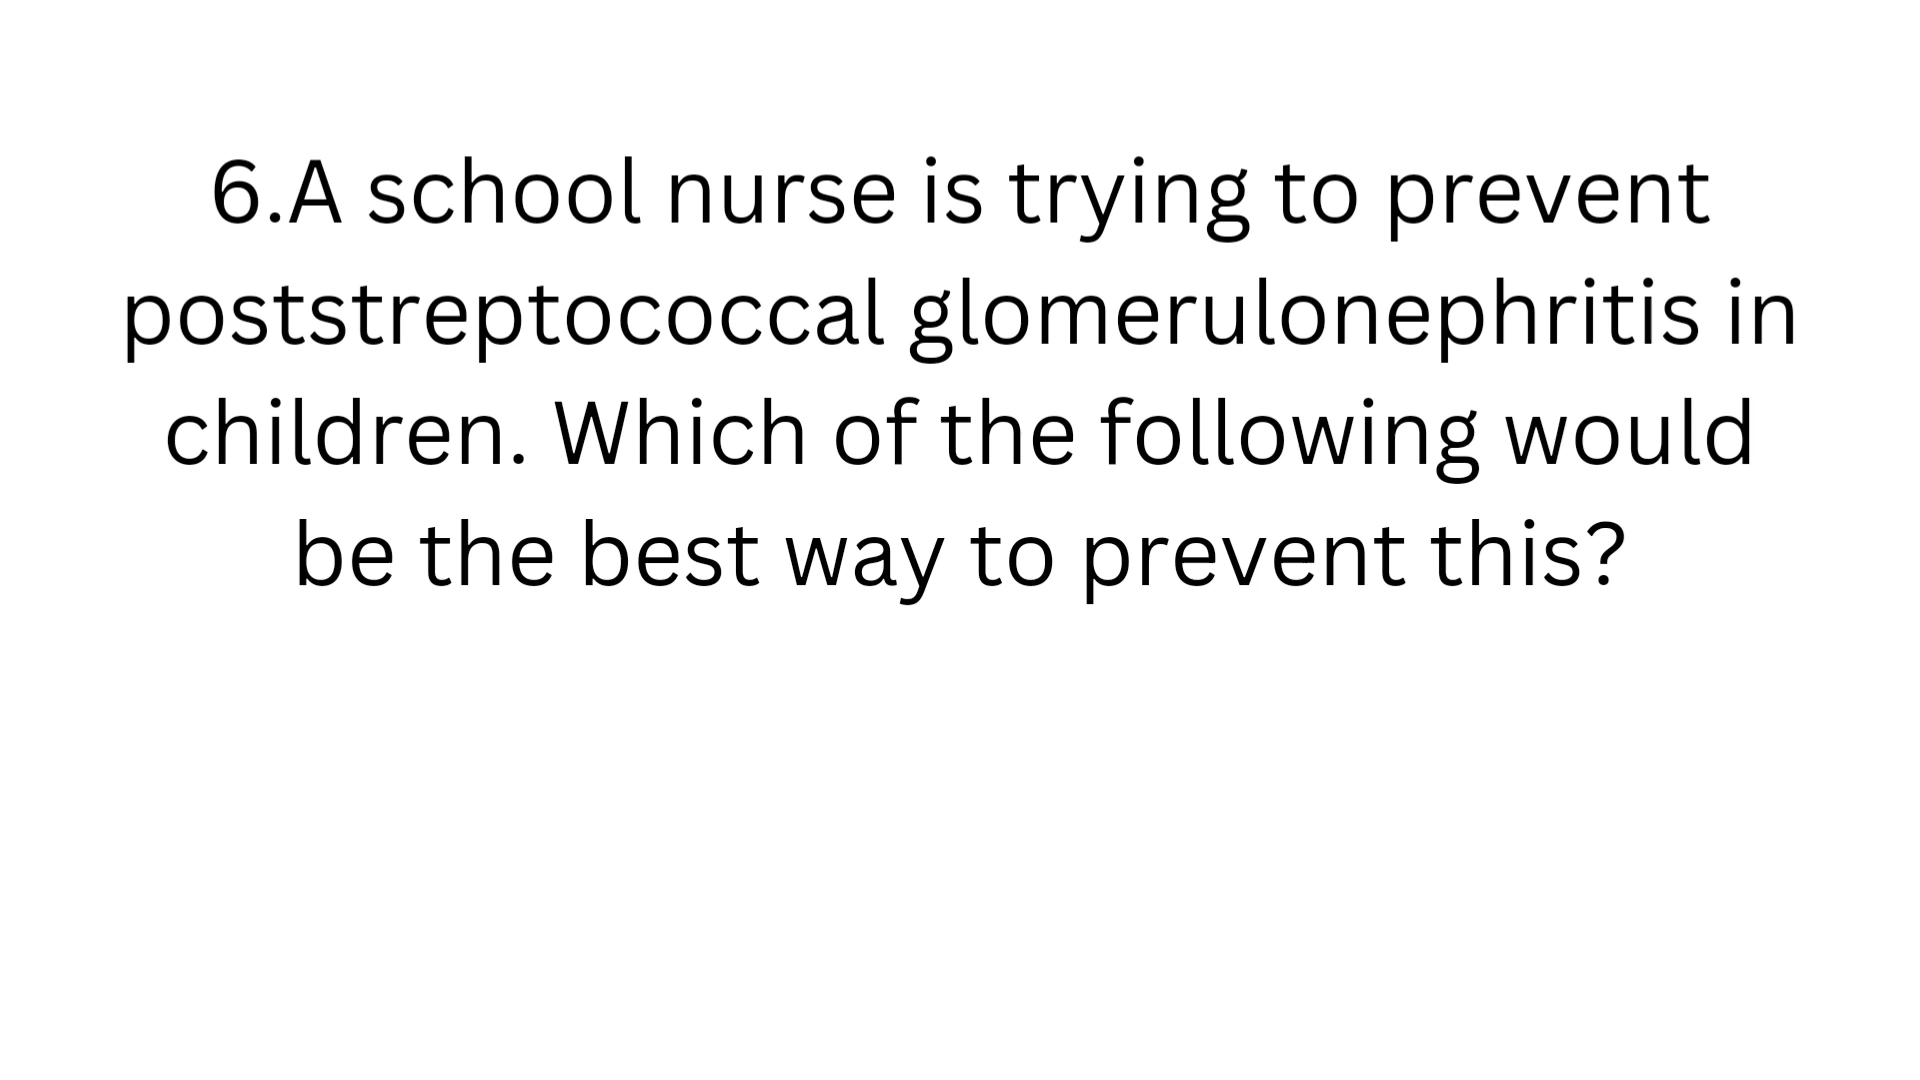 6.A school nurse is trying to prevent
poststreptococcal glomerulonephritis in
children. Which of the following would
be the best way to prevent this?